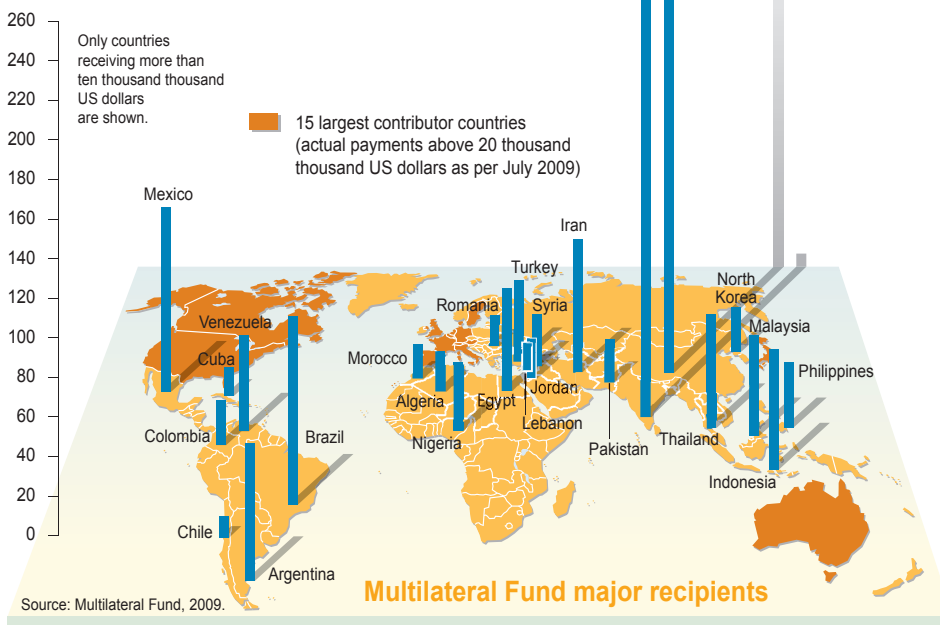 260
240
220
200
180
160
140
120
100
80
60
40
20
0
Only countries
receiving more than
ten thousand thousand
US dollars
are shown.
15 largest contributor countries
(actual payments above 20 thousand
thousand US dollars as per July 2009)
Mexico
Iran
Turkey
North
Korea
Romania
Syria
Venezuela
Malaysia
Morocco
Cuba
Philippines
Jordan
Algeria
Egypt
Lebanon
Colombia
Brazil
Nigeria
Pakistan
Thailand
Indonesia
Chile
Argentina
Multilateral Fund major recipients
Source: Multilateral Fund, 2009.